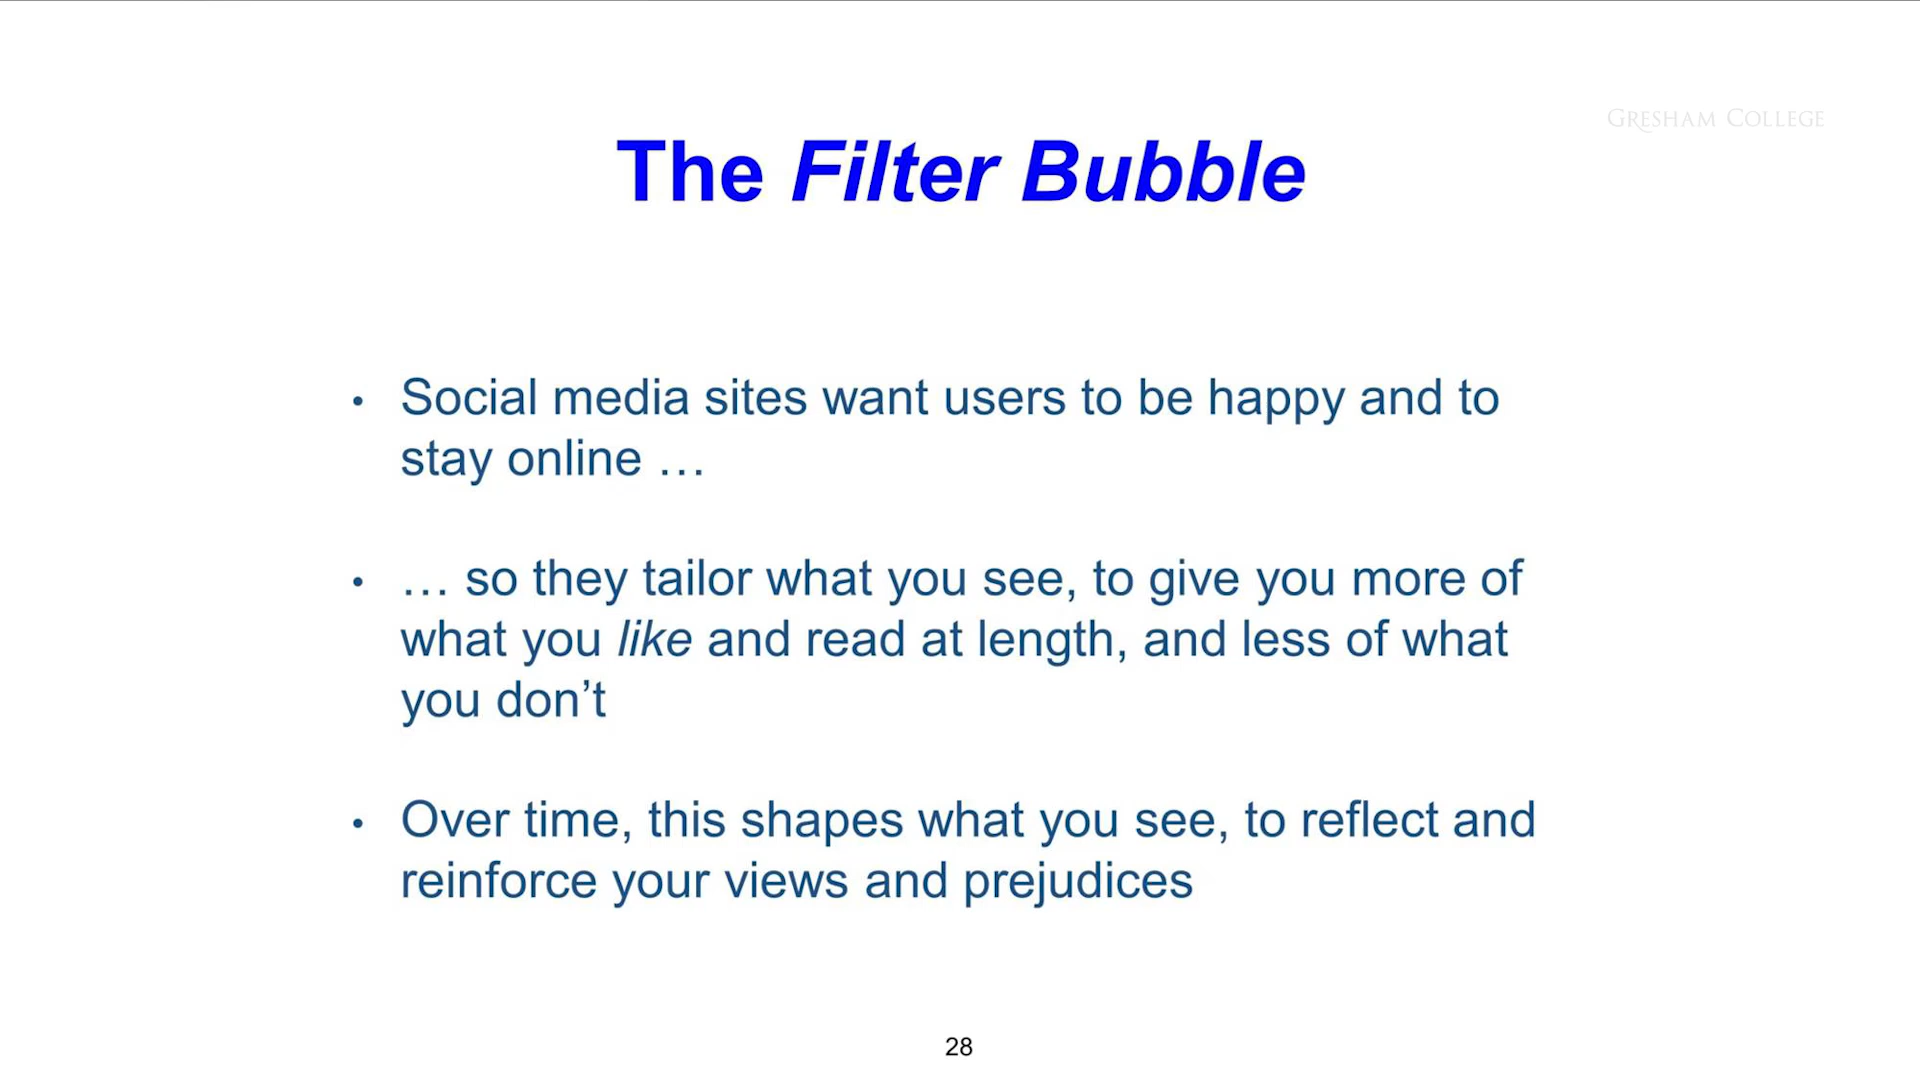 GRESHAM COLLEGE
The Filter Bubble
• Social media sites want users to be happy and to
stay online …
• … so they tailor what you see, to give you more of
what you like and read at length, and less of what
you don’t
• Over time, this shapes what you see, to reflect and
reinforce your views and prejudices
28